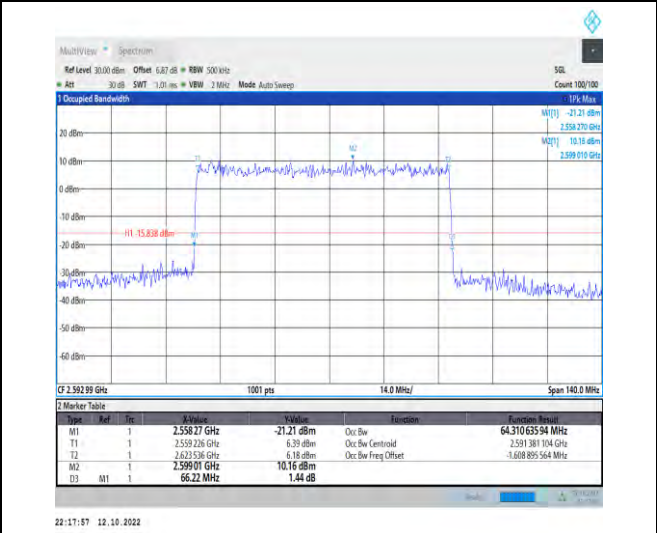 MultiView Spectrum
Ref Level 30.00 dBm Offset 6.87 dB RBW 500 kHz SGL
Att 30 dB SWT 1.01 ms VBW 2 MHz Mode Auto Sweep Count 100/100
1 Occupied Bandwidth 1Pk Max
M1[1] -21.21 dBm
2.558 270 GHz
M2[1] 10.16 dBm
2.599 010 GHz
20 dBm
M2
T1
10 dBm
0 dBm
-10 dBm
H1 -15.838 dBm
M1
-20 dBm
-30 dBm
-40 dBm
-50 dBm
-60 dBm
CF 2.592 99 GHz 1001 pts 14.0 MHz/ Span 140.0 MHz
2 Marker Table
Type Ref Trc X-Value Y-Value Function Function Result
M1 1 2.558 27 GHz -21.21 dBm Occ Bw 64.310 635 94 MHz
T1 1 2.559 226 GHz 6.39 dBm Occ Bw Centroid 2.591 381 104 GHz
T2 1 2.623 536 GHz 6.18 dBm Occ Bw Freq Offset -1.608 895 564 MHz
M2 1 2.599 01 GHz 10.16 dBm
D3 M1 1 66.22 MHz 1.44 dB
22:17:57 12.10.2022